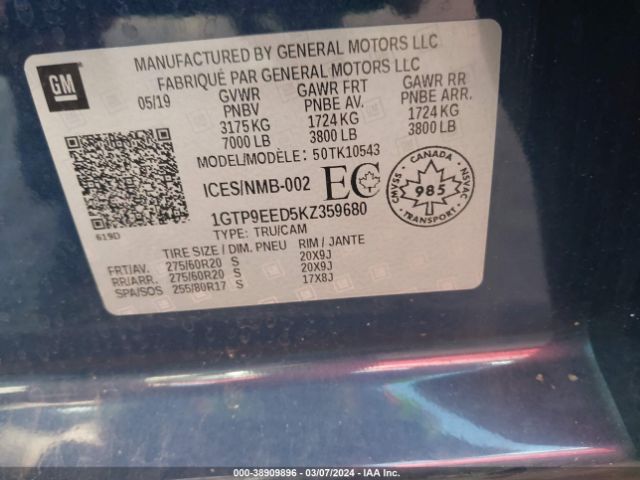 GM
MANUFACTURED BY GENERAL MOTORS LLC
FABRIQUÉ PAR GENERAL MOTORS LLC
05/19 GVWR GAWR FRT GAWR RR
PNBV PNBE AV. PNBE ARR.
3175 KG 1724 KG 1724 KG
7000 LB 3800 LB 3800 LB
MODEL/MODÈLE: 50TK10543
ICES/NMB-002 EC
CANADA
CMVSS 985 NSVAC
1GTP9EED5KZ359680
619D
TYPE: TRU/CAM
TIRE SIZE / DIM. PNEU RIM / JANTE
FRT/AV. 275/60R20 S 20X9J
RR/ARR. 275/60R20 S 20X9J
SPA/SOS 255/80R17 S 17X8J
000-38909896 — 03/07/2024 — IAA Inc.